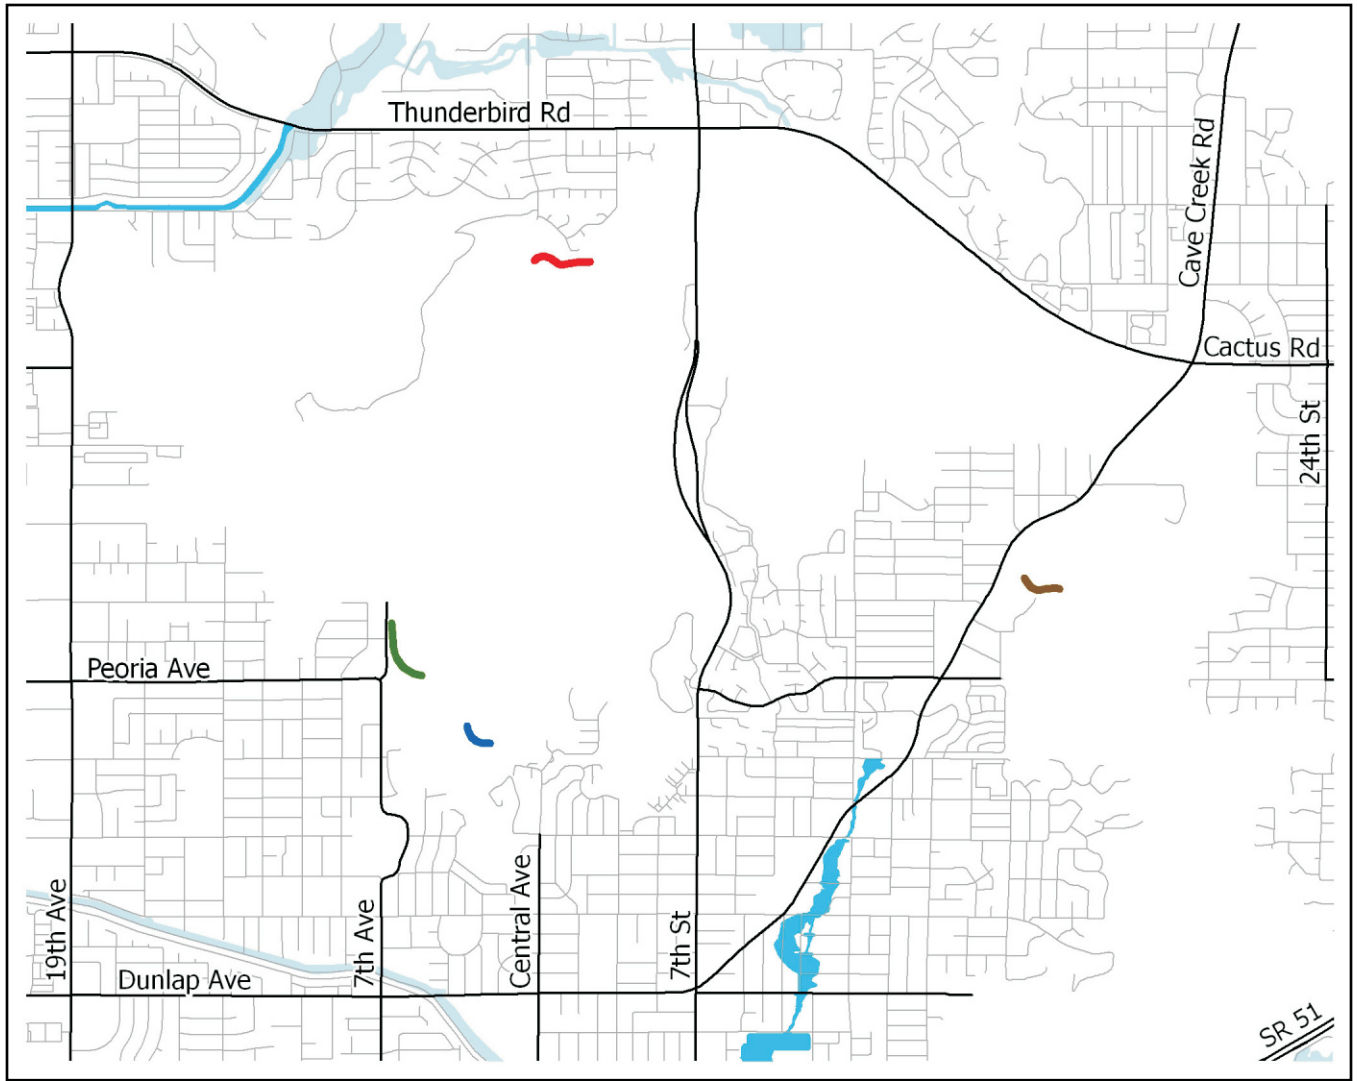 Thunderbird Rd
Cave Creek Rd
Cactus Rd
24th St
Peoria Ave
19th Ave
7th Ave
Central Ave
7th St
Dunlap Ave
SR 51